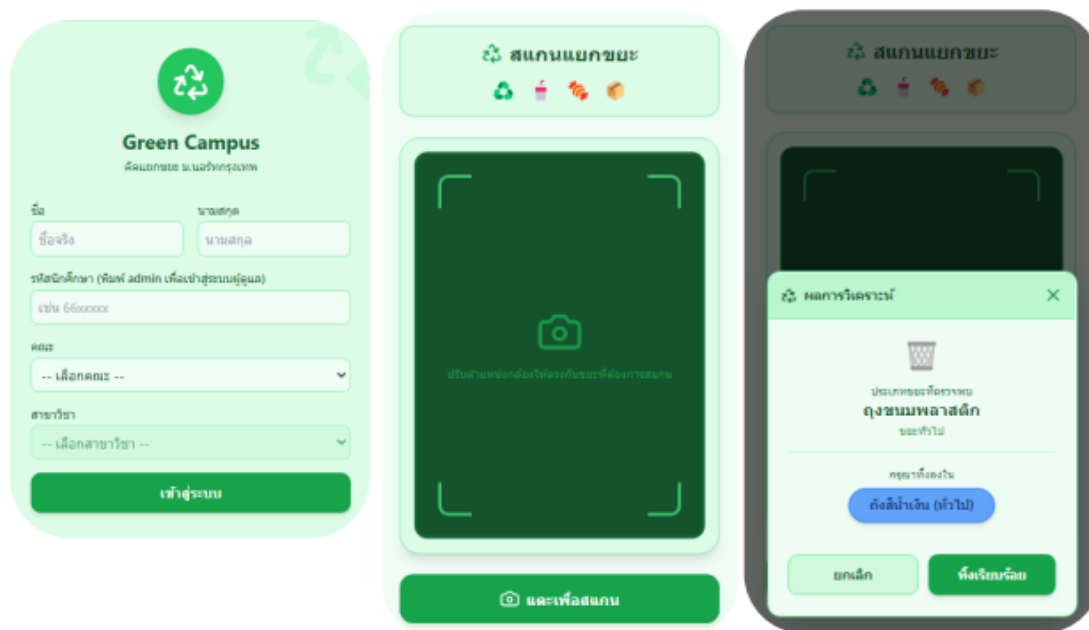 Green Campus
คัดแยกขยะ ม.นอร์ทกรุงเทพ
ชื่อ
นามสกุล
ชื่อจริง
นามสกุล
รหัสนักศึกษา (พิมพ์ admin เพื่อเข้าสู่ระบบผู้ดูแล)
เช่น 66xxxxx
คณะ
-- เลือกคณะ --
สาขาวิชา
-- เลือกสาขาวิชา --
เข้าสู่ระบบ
สแกนแยกขยะ
ปรับตำแหน่งกล้องให้ตรงกับขยะที่ต้องการสแกน
แตะเพื่อสแกน
สแกนแยกขยะ
ผลการวิเคราะห์
ประเภทขยะที่ตรวจพบ
ถุงขนมพลาสติก
ขยะทั่วไป
กรุณาทิ้งลงใน
ถังสีน้ำเงิน (ทั่วไป)
ยกเลิก
ทิ้งเรียบร้อย